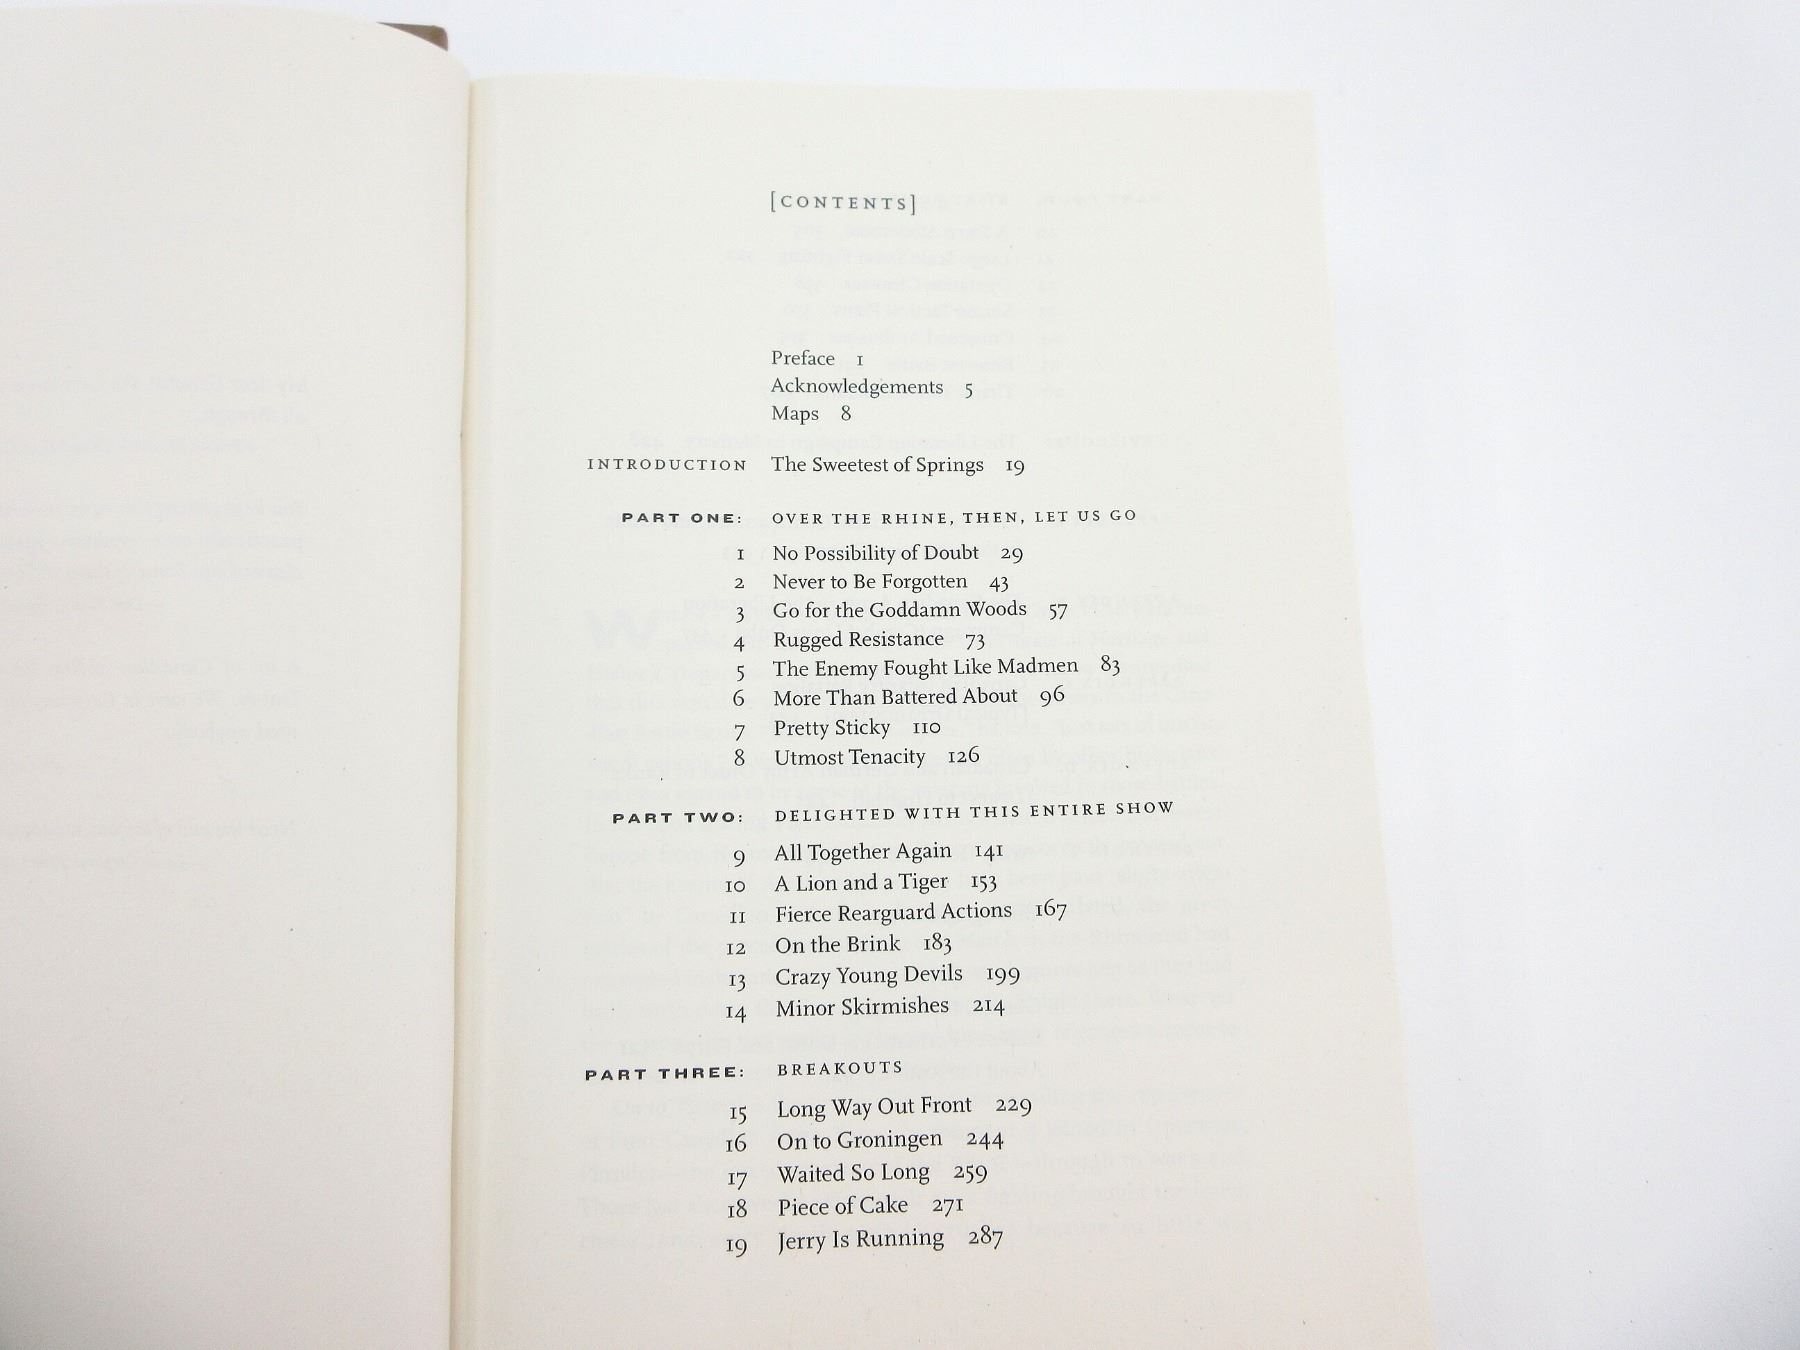 [CONTENTS]
Preface 1
Acknowledgements 5
Maps 8
INTRODUCTION The Sweetest of Springs 19
PART ONE: OVER THE RHINE, THEN, LET US GO
1 No Possibility of Doubt 29
2 Never to Be Forgotten 43
3 Go for the Goddamn Woods 57
4 Rugged Resistance 73
5 The Enemy Fought Like Madmen 83
6 More Than Battered About 96
7 Pretty Sticky 110
8 Utmost Tenacity 126
PART TWO: DELIGHTED WITH THIS ENTIRE SHOW
9 All Together Again 141
10 A Lion and a Tiger 153
11 Fierce Rearguard Actions 167
12 On the Brink 183
13 Crazy Young Devils 199
14 Minor Skirmishes 214
PART THREE: BREAKOUTS
15 Long Way Out Front 229
16 On to Groningen 244
17 Waited So Long 259
18 Piece of Cake 271
19 Jerry Is Running 287